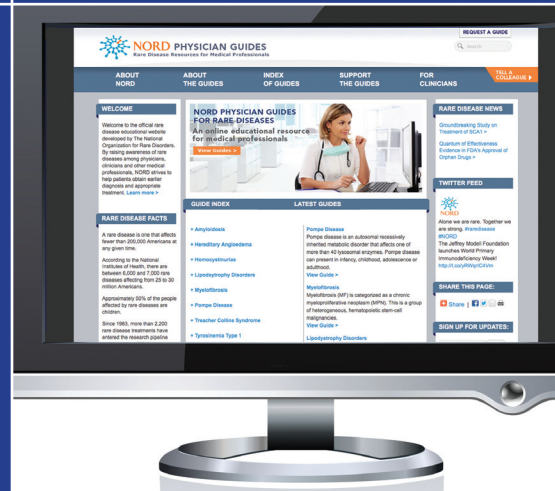 REQUEST A GUIDE
NORD PHYSICIAN GUIDES
Rare Disease Resources for Medical Professionals
Search
ABOUT NORD
ABOUT THE GUIDES
INDEX OF GUIDES
SUPPORT THE GUIDES
FOR CLINICIANS
TELL A COLLEAGUE
WELCOME
Welcome to the official rare
disease educational website
developed by The National
Organization for Rare Disorders.
By raising awareness of rare
diseases among physicians,
clinicians and other medical
professionals, NORD strives to
help patients obtain earlier
diagnosis and appropriate
treatment. Learn more >
RARE DISEASE FACTS
A rare disease is one that affects
fewer than 200,000 Americans at
any given time.
According to the National
Institutes of Health, there are
between 6,000 and 7,000 rare
diseases affecting from 25 to 30
million Americans.
Approximately 50% of the people
affected by rare diseases are
children.
Since 1983, more than 2,200
rare disease treatments have
entered the research pipeline
NORD PHYSICIAN GUIDES
FOR RARE DISEASES
An online educational resource
for medical professionals
View Guides >
GUIDE INDEX
+ Amyloidosis
+ Hereditary Angioedema
+ Homocystinurias
+ Lipodystrophy Disorders
+ Myelofibrosis
+ Pompe Disease
+ Treacher Collins Syndrome
+ Tyrosinemia Type 1
LATEST GUIDES
Pompe Disease
Pompe disease is an autosomal recessively
inherited metabolic disorder that affects one of
more than 40 lysosomal enzymes. Pompe disease
can present in infancy, childhood, adolescence or
adulthood.
View Guide >
Myelofibrosis
Myelofibrosis (MF) is categorized as a chronic
myeloproliferative neoplasm (MPN). This is a group
of heterogeneous, hematopoietic stem-cell
malignancies.
View Guide >
Lipodystrophy Disorders
RARE DISEASE NEWS
Groundbreaking Study on
Treatment of SCA1 >
Quantum of Effectiveness
Evidence in FDA's Approval of
Orphan Drugs >
TWITTER FEED
NORD
Alone we are rare. Together we
are strong. #raredisease
#NORD
The Jeffrey Modell Foundation
launches World Primary
Immunodeficiency Week!
SHARE THIS PAGE:
Share
SIGN UP FOR UPDATES: